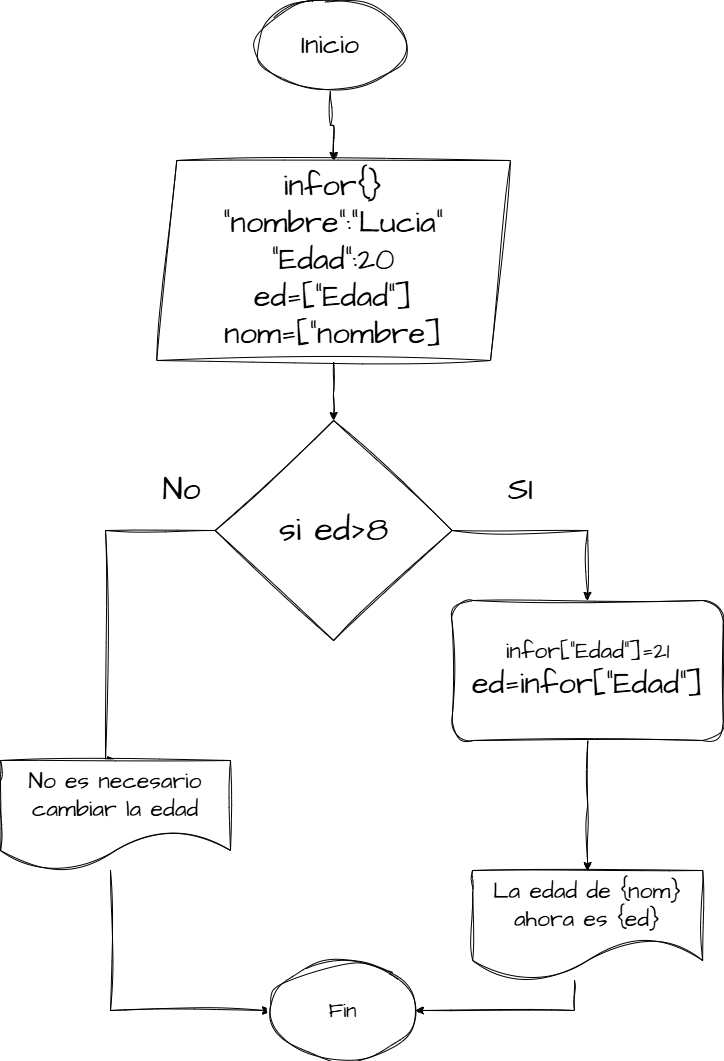 Inicio
infor{}
"nombre":"Lucia"
"Edad":20
ed=["Edad"]
nom=["nombre]
No
SI
si ed>8
infor["Edad"]=21
ed=infor["Edad"]
No es necesario
cambiar la edad
La edad de {nom}
ahora es {ed}
Fin